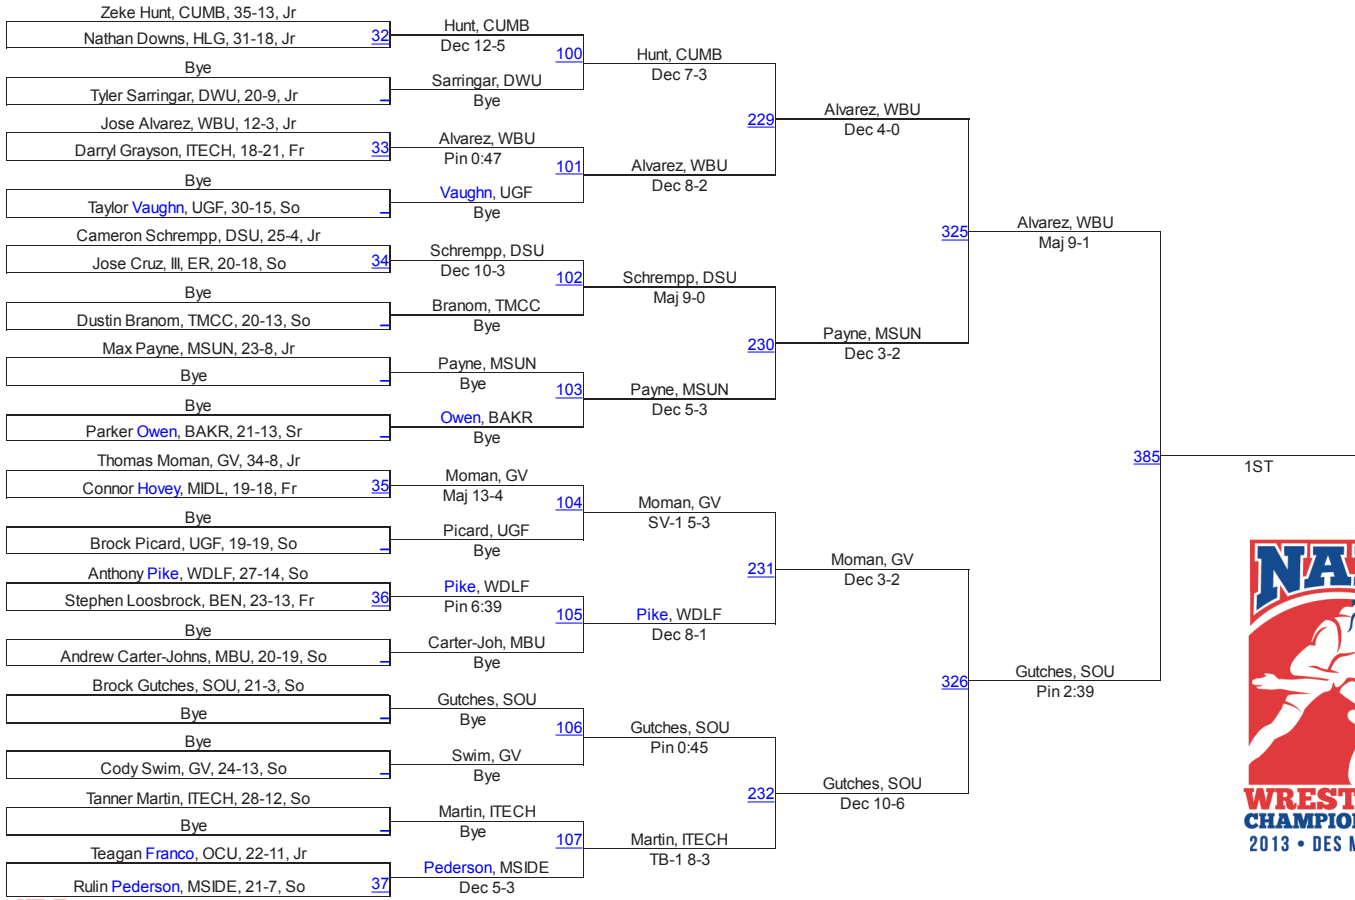 Zeke Hunt, CUMB, 35-13, Jr
Nathan Downs, HLG, 31-18, Jr
32
Bye
Tyler Sarringar, DWU, 20-9, Jr
Jose Alvarez, WBU, 12-3, Jr
Darryl Grayson, ITECH, 18-21, Fr
33
Bye
Taylor Vaughn, UGF, 30-15, So
Cameron Schrempp, DSU, 25-4, Jr
Jose Cruz, III, ER, 20-18, So
34
Bye
Dustin Branom, TMCC, 20-13, So
Max Payne, MSUN, 23-8, Jr
Bye
Bye
Parker Owen, BAKR, 21-13, Sr
Thomas Moman, GV, 34-8, Jr
Connor Hovey, MIDL, 19-18, Fr
35
Bye
Brock Picard, UGF, 19-19, So
Anthony Pike, WDLF, 27-14, So
Stephen Loosbrock, BEN, 23-13, Fr
36
Bye
Andrew Carter-Johns, MBU, 20-19, So
Brock Gutches, SOU, 21-3, So
Bye
Bye
Cody Swim, GV, 24-13, So
Tanner Martin, ITECH, 28-12, So
Bye
Teagan Franco, OCU, 22-11, Jr
Rulin Pederson, MSIDE, 21-7, So
37
Hunt, CUMB
Dec 12-5
100
Sarringar, DWU
Bye
Alvarez, WBU
Pin 0:47
101
Vaughn, UGF
Bye
Schrempp, DSU
Dec 10-3
102
Branom, TMCC
Bye
Payne, MSUN
Bye
103
Owen, BAKR
Bye
Moman, GV
Maj 13-4
104
Picard, UGF
Bye
Pike, WDLF
Pin 6:39
105
Carter-Joh, MBU
Bye
Gutches, SOU
Bye
106
Swim, GV
Bye
Martin, ITECH
Bye
107
Pederson, MSIDE
Dec 5-3
Hunt, CUMB
Dec 7-3
229
Alvarez, WBU
Dec 8-2
Schrempp, DSU
Maj 9-0
230
Payne, MSUN
Dec 5-3
Moman, GV
SV-1 5-3
231
Pike, WDLF
Dec 8-1
Gutches, SOU
Pin 0:45
232
Martin, ITECH
TB-1 8-3
Alvarez, WBU
Dec 4-0
325
Payne, MSUN
Dec 3-2
Moman, GV
Dec 3-2
326
Gutches, SOU
Dec 10-6
Alvarez, WBU
Maj 9-1
385
Gutches, SOU
Pin 2:39
1ST
NA
WREST
CHAMPIO
2013 • DES M